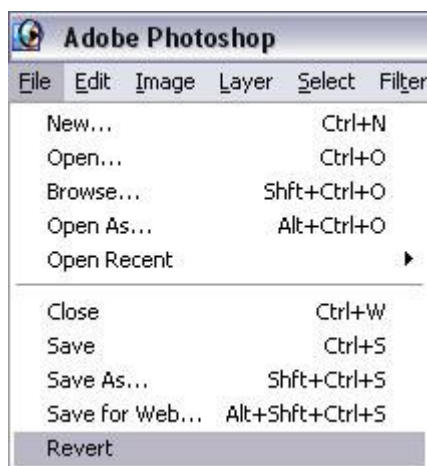 Adobe Photoshop
File Edit Image Layer Select Filter
New... Ctrl+N
Open... Ctrl+O
Browse... Shft+Ctrl+O
Open As... Alt+Ctrl+O
Open Recent
Close Ctrl+W
Save Ctrl+S
Save As... Shft+Ctrl+S
Save for Web... Alt+Shft+Ctrl+S
Revert